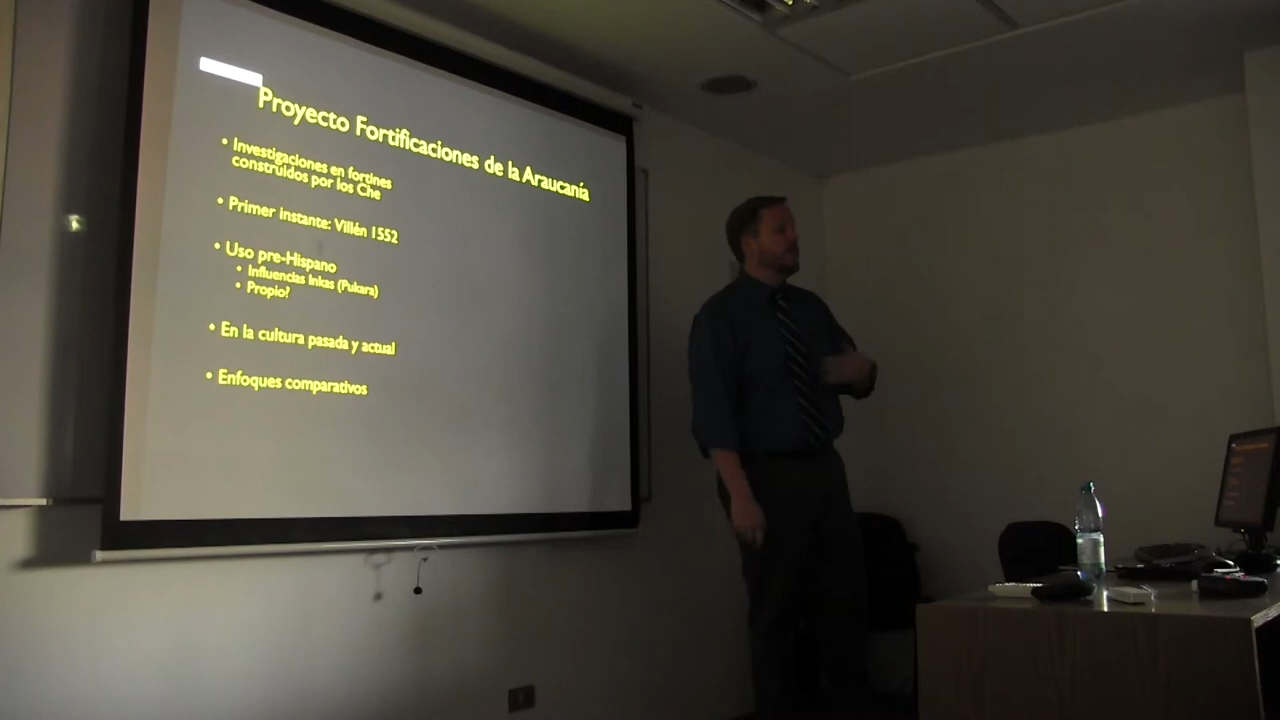 Proyecto Fortificaciones de la Araucanía
• Investigaciones en fortines
construidos por los Che
• Primer instante: Villén 1552
• Uso pre-Hispano
• Influencias Inkas (Pukara)
• Propio?
• En la cultura pasada y actual
• Enfoques comparativos